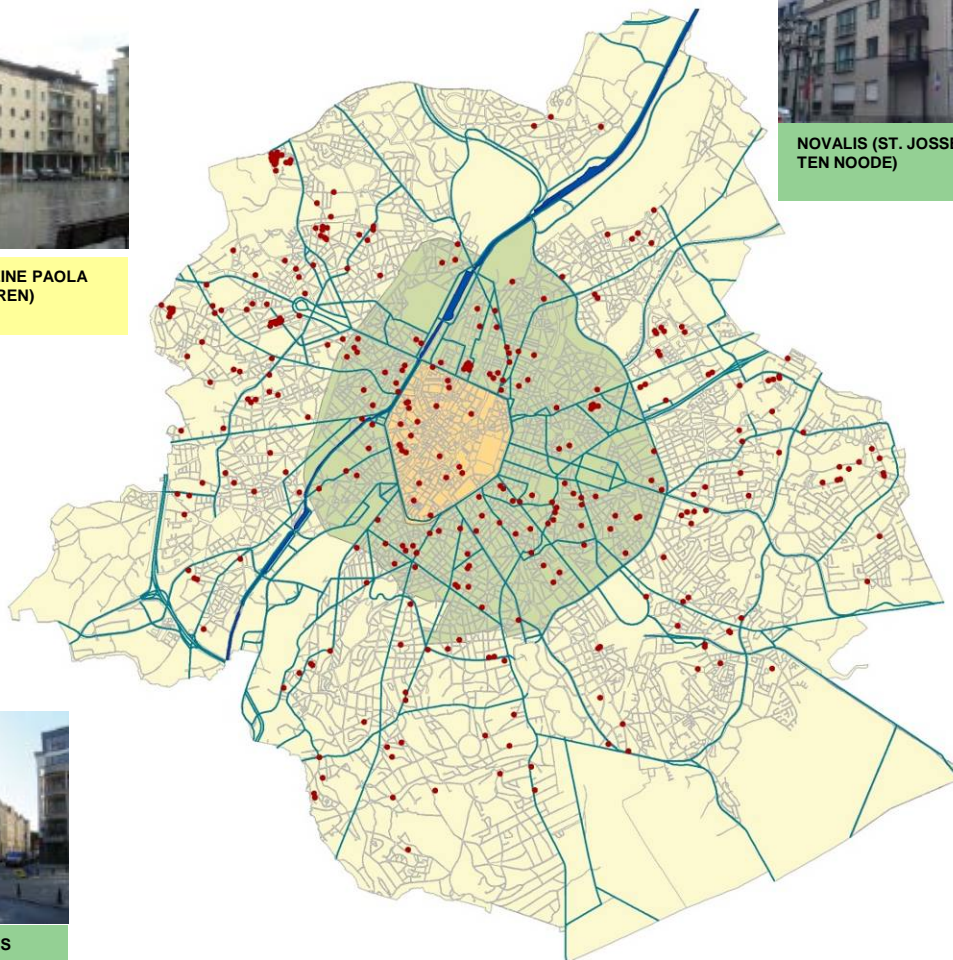 NOVALIS (ST. JOSSE
TEN NOODE)
INE PAOLA
REN)
S